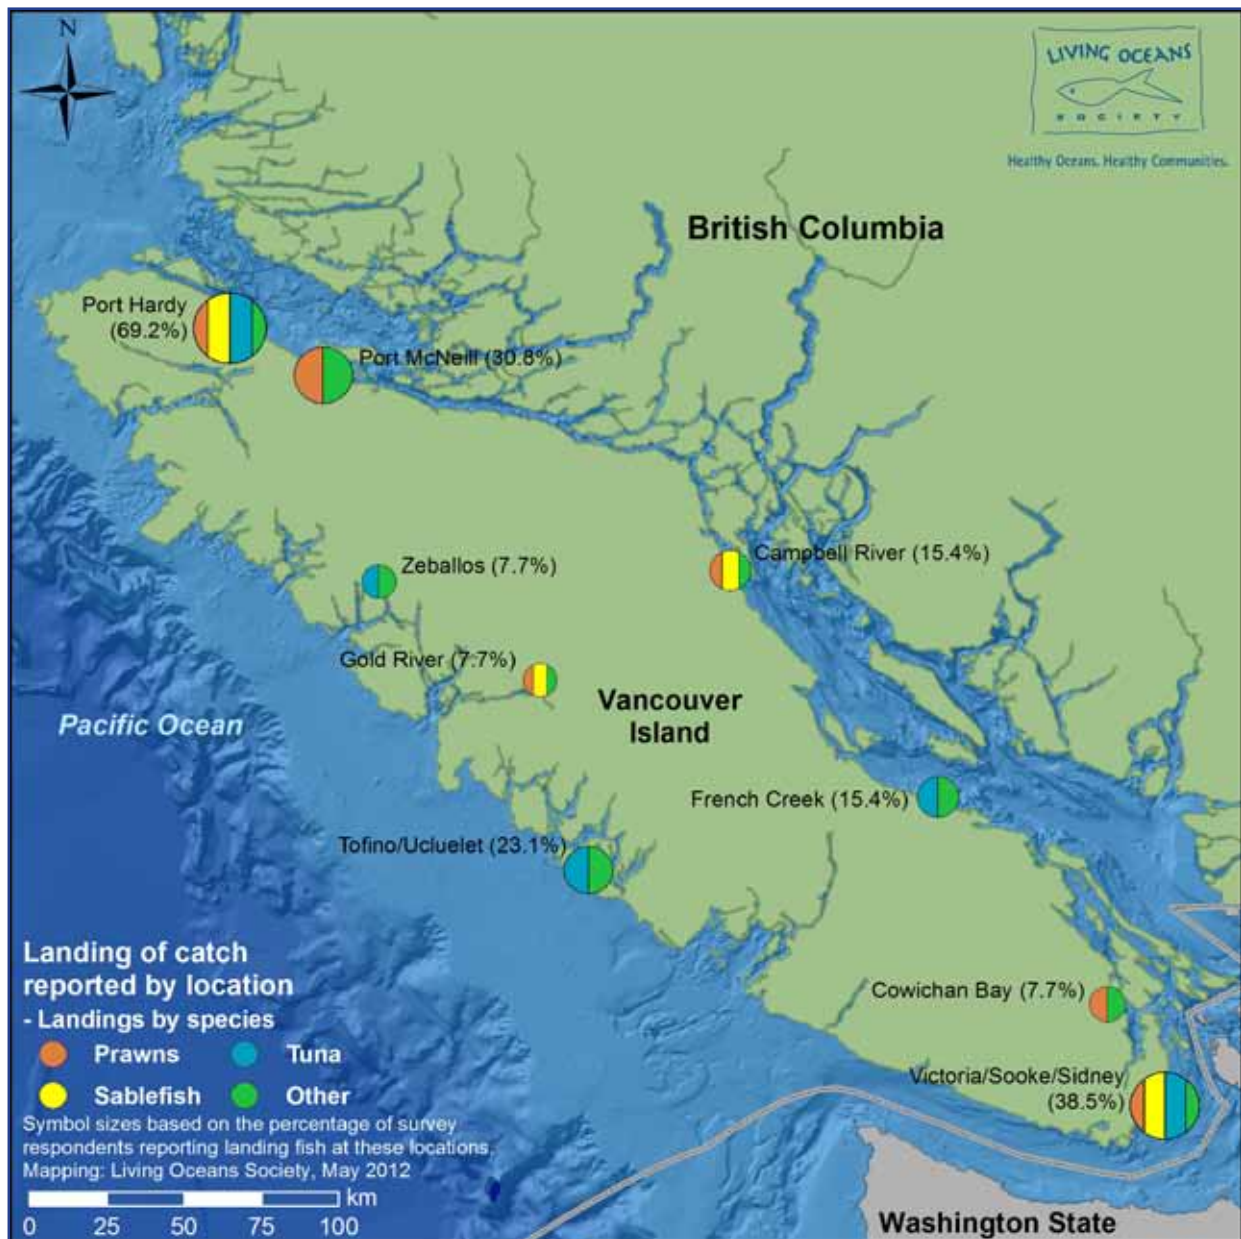 N
LIVING OCEANS
SOCIETY
Healthy Oceans. Healthy Communities.
British Columbia
Port Hardy
(69.2%)
Port McNeill (30.8%)
Zeballos (7.7%)
Campbell River (15.4%)
Gold River (7.7%)
Vancouver
Island
Pacific Ocean
French Creek (15.4%)
Tofino/Ucluelet (23.1%)
Cowichan Bay (7.7%)
Victoria/Sooke/Sidney
(38.5%)
Landing of catch
reported by location
- Landings by species
Prawns Tuna
Sablefish Other
Symbol sizes based on the percentage of survey
respondents reporting landing fish at these locations.
Mapping: Living Oceans Society, May 2012
km
0 25 50 75 100
Washington State